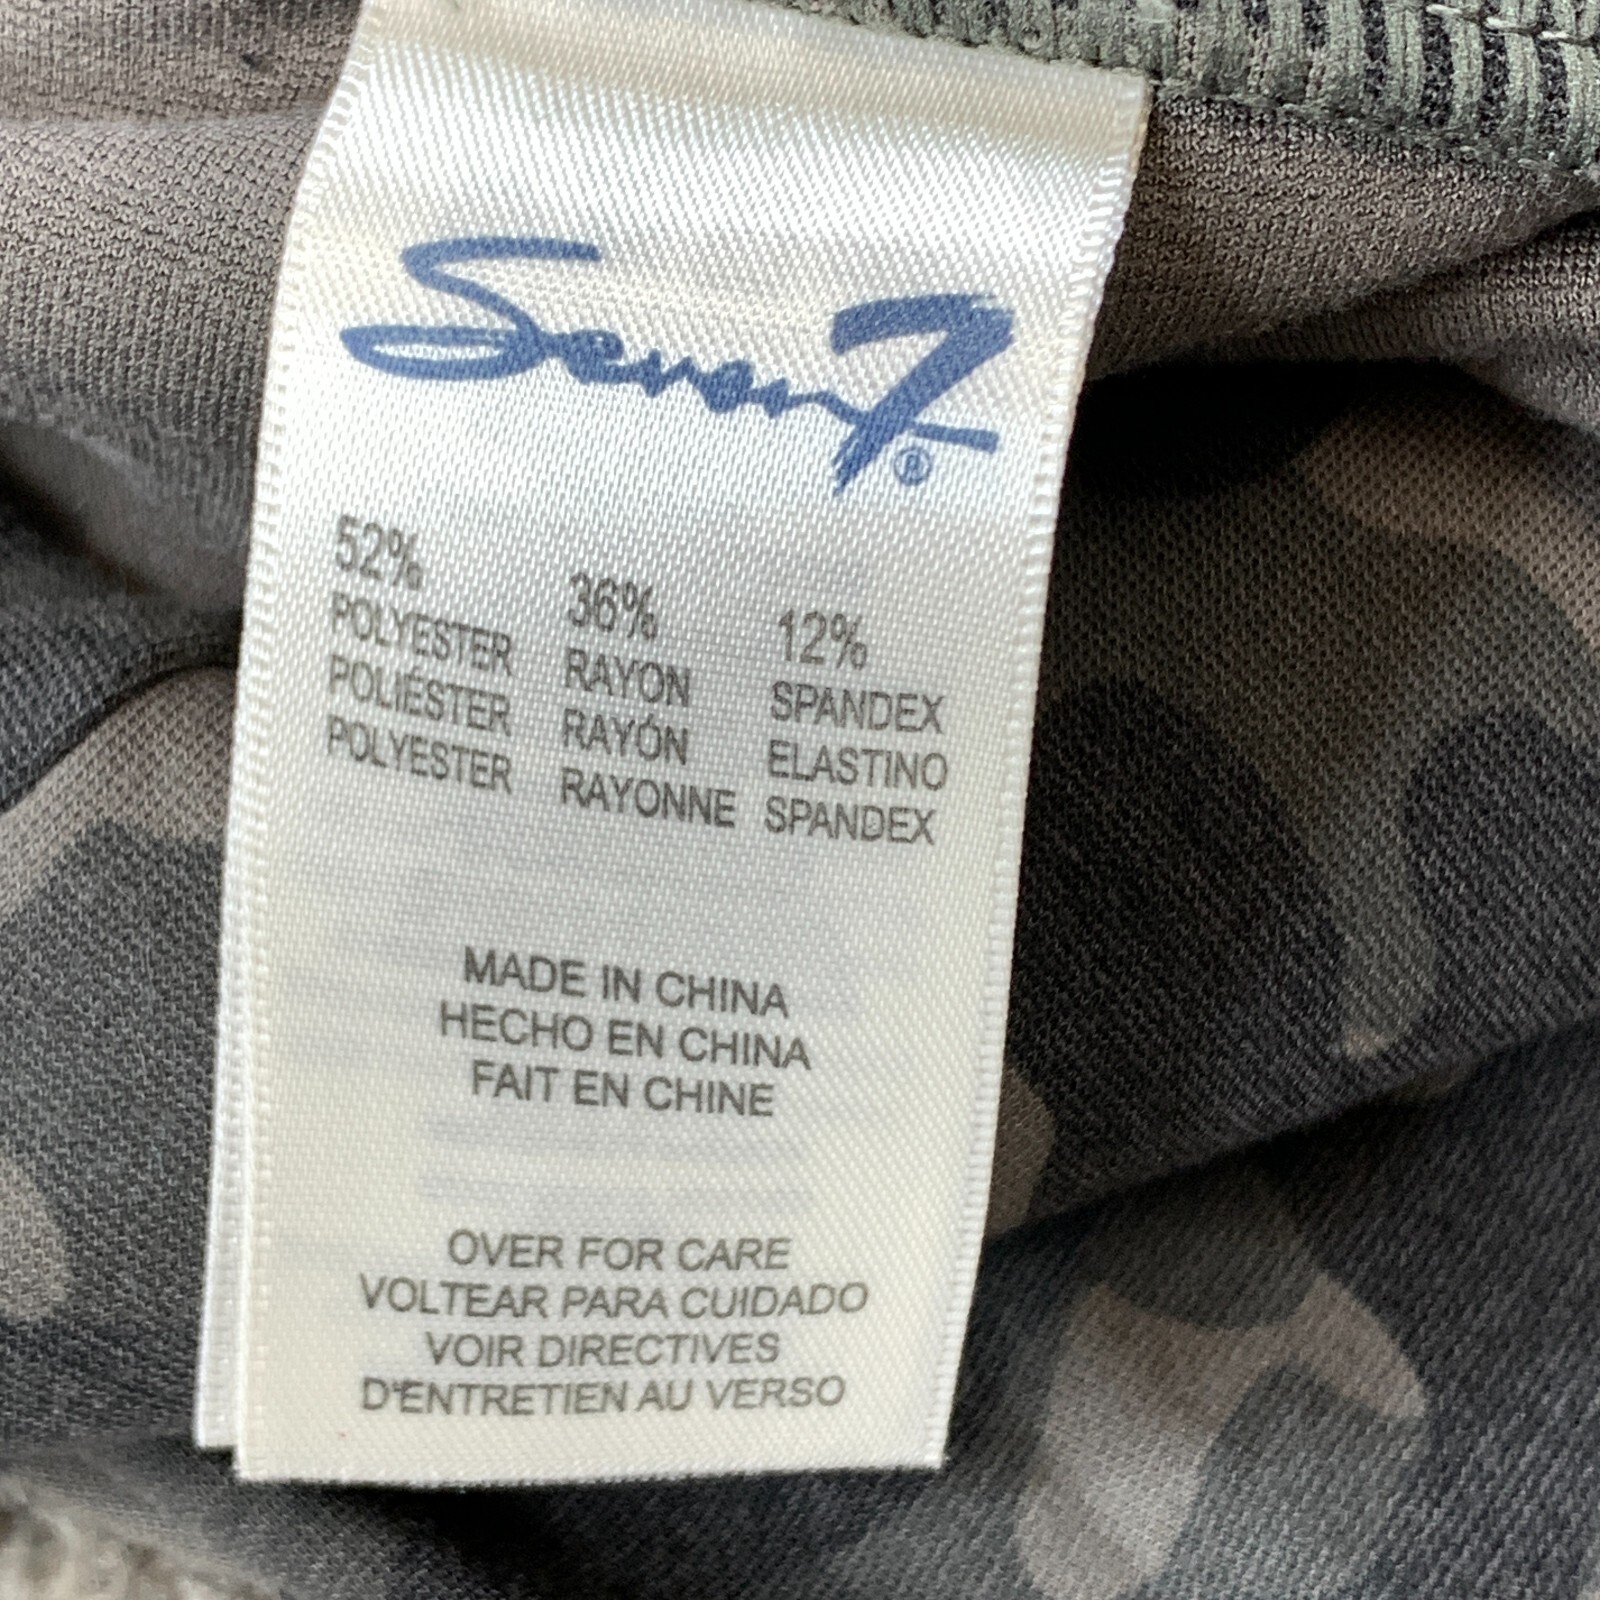 Seven7®
52% 36% 12%
POLYESTER RAYON SPANDEX
POLIÉSTER RAYÓN ELASTINO
POLYESTER RAYONNE SPANDEX
MADE IN CHINA
HECHO EN CHINA
FAIT EN CHINE
OVER FOR CARE
VOLTEAR PARA CUIDADO
VOIR DIRECTIVES
D'ENTRETIEN AU VERSO